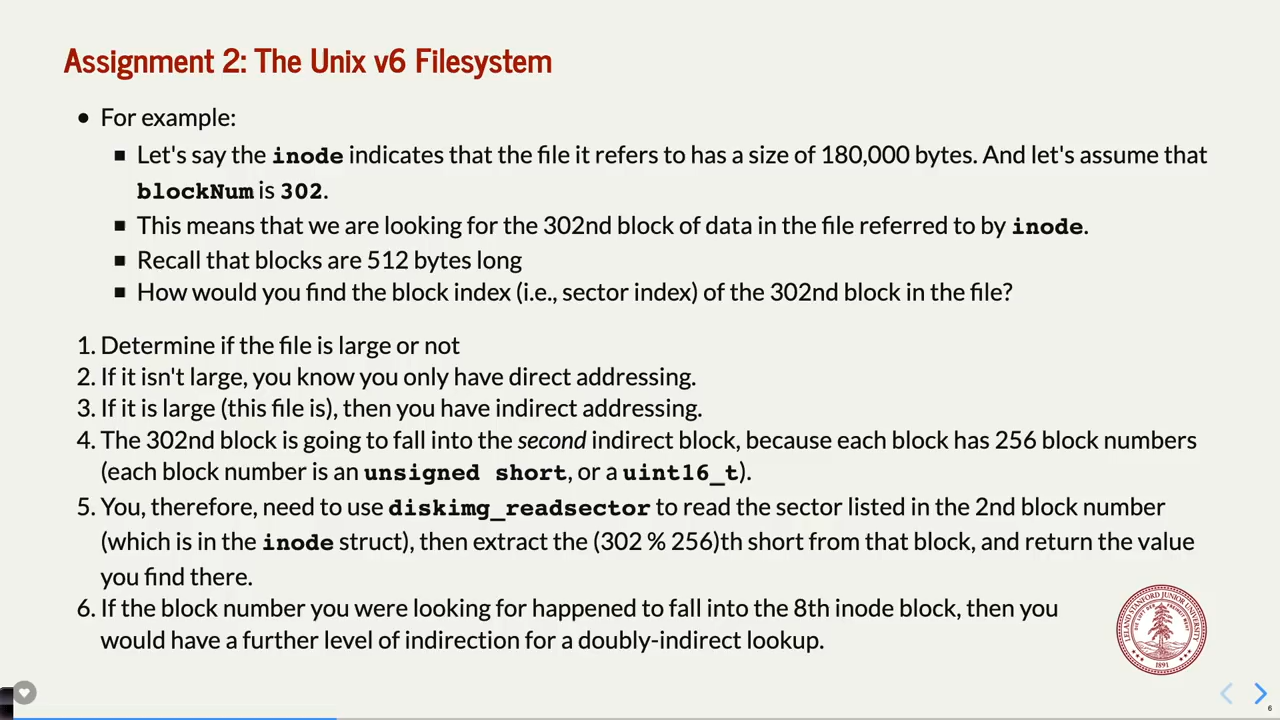 Assignment 2: The Unix v6 Filesystem
● For example:
■ Let's say the inode indicates that the file it refers to has a size of 180,000 bytes. And let's assume that
blockNum is 302.
■ This means that we are looking for the 302nd block of data in the file referred to by inode.
■ Recall that blocks are 512 bytes long
■ How would you find the block index (i.e., sector index) of the 302nd block in the file?
1. Determine if the file is large or not
2. If it isn't large, you know you only have direct addressing.
3. If it is large (this file is), then you have indirect addressing.
4. The 302nd block is going to fall into the second indirect block, because each block has 256 block numbers
(each block number is an unsigned short, or a uint16_t).
5. You, therefore, need to use diskimg_readsector to read the sector listed in the 2nd block number
(which is in the inode struct), then extract the (302 % 256)th short from that block, and return the value
you find there.
6. If the block number you were looking for happened to fall into the 8th inode block, then you
would have a further level of indirection for a doubly-indirect lookup.
1891
6